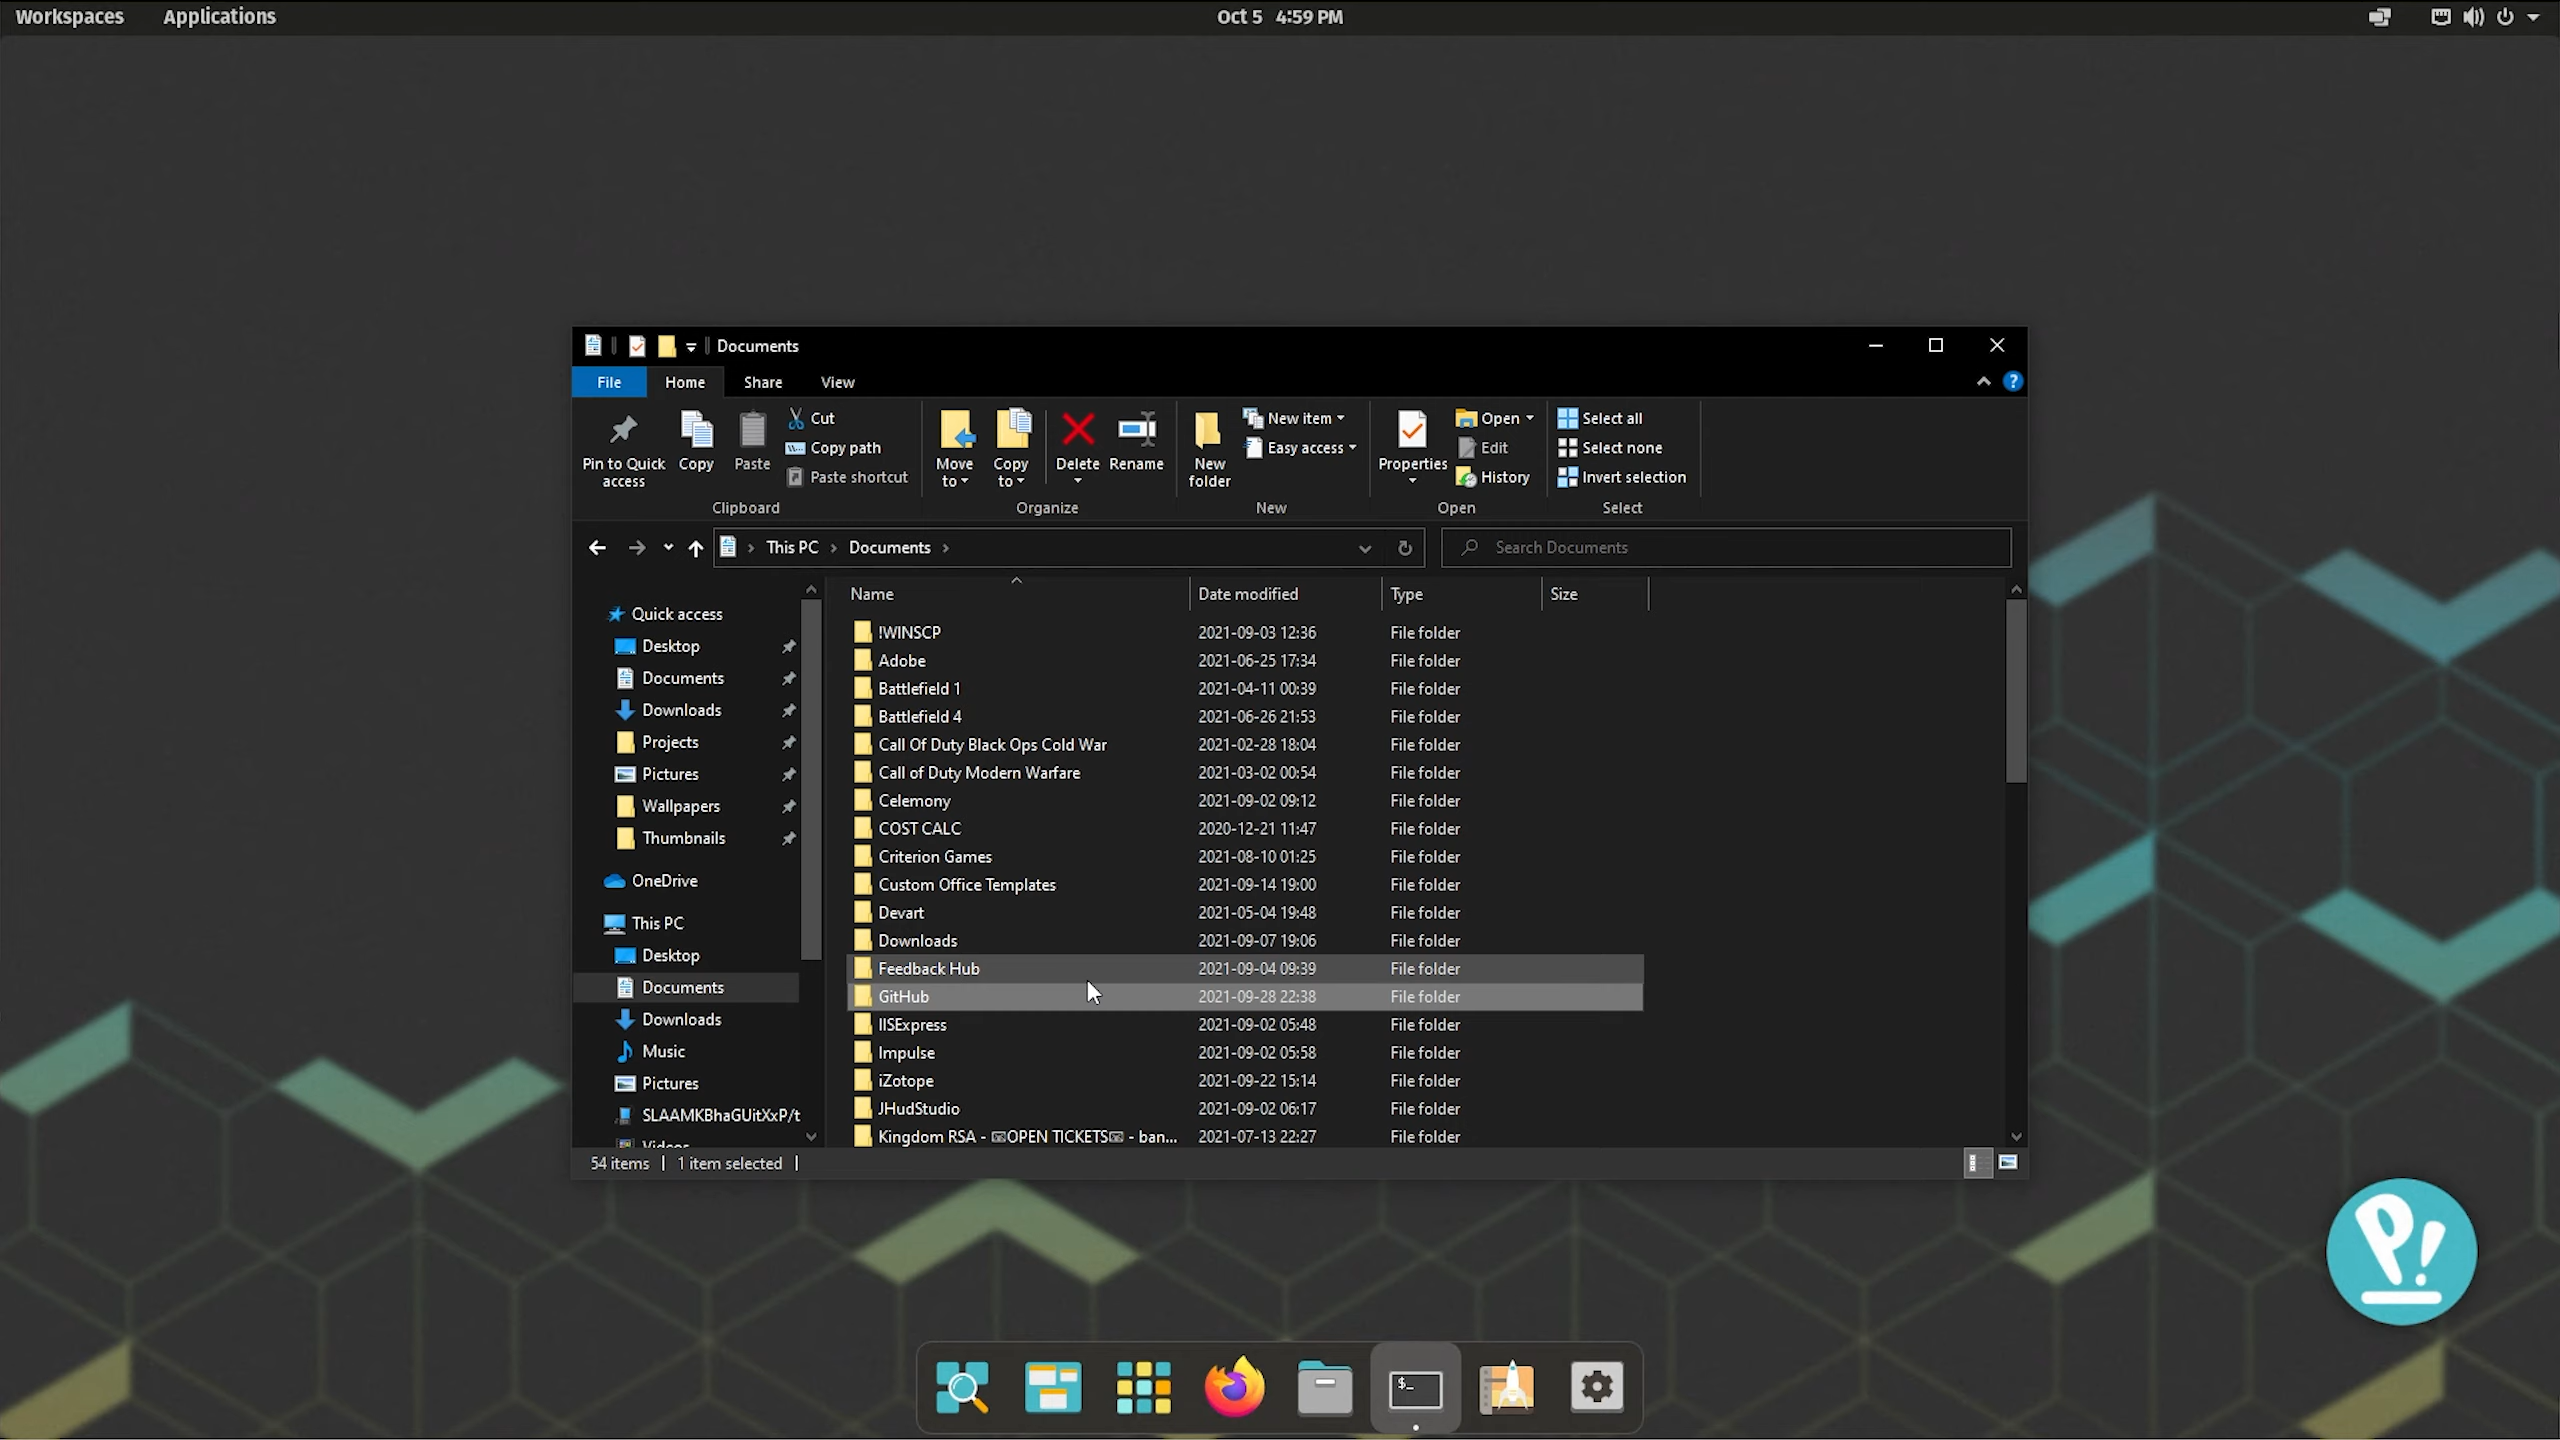 Workspaces Applications Oct 5 4:59 PM
Documents
File Home Share View
Pin to Quick access
Copy
Paste
Cut
Copy path
Paste shortcut
Clipboard
Move to
Copy to
Delete
Rename
Organize
New folder
New item
Easy access
New
Properties
Open
Edit
History
Open
Select all
Select none
Invert selection
Select
This PC > Documents >
Search Documents
Quick access
Desktop
Documents
Downloads
Projects
Pictures
Wallpapers
Thumbnails
OneDrive
This PC
Desktop
Documents
Downloads
Music
Pictures
SLAAMKBhaGUitXxP/t
Videos
Name Date modified Type Size
!WINSCP 2021-09-03 12:36 File folder
Adobe 2021-06-25 17:34 File folder
Battlefield 1 2021-04-11 00:39 File folder
Battlefield 4 2021-06-26 21:53 File folder
Call Of Duty Black Ops Cold War 2021-02-28 18:04 File folder
Call of Duty Modern Warfare 2021-03-02 00:54 File folder
Celemony 2021-09-02 09:12 File folder
COST CALC 2020-12-21 11:47 File folder
Criterion Games 2021-08-10 01:25 File folder
Custom Office Templates 2021-09-14 19:00 File folder
Devart 2021-05-04 19:48 File folder
Downloads 2021-09-07 19:06 File folder
Feedback Hub 2021-09-04 09:39 File folder
GitHub 2021-09-28 22:38 File folder
IISExpress 2021-09-02 05:48 File folder
Impulse 2021-09-02 05:58 File folder
iZotope 2021-09-22 15:14 File folder
JHudStudio 2021-09-02 06:17 File folder
Kingdom RSA - 🎫OPEN TICKETS🎫 - ban... 2021-07-13 22:27 File folder
54 items | 1 item selected |
P!
$_